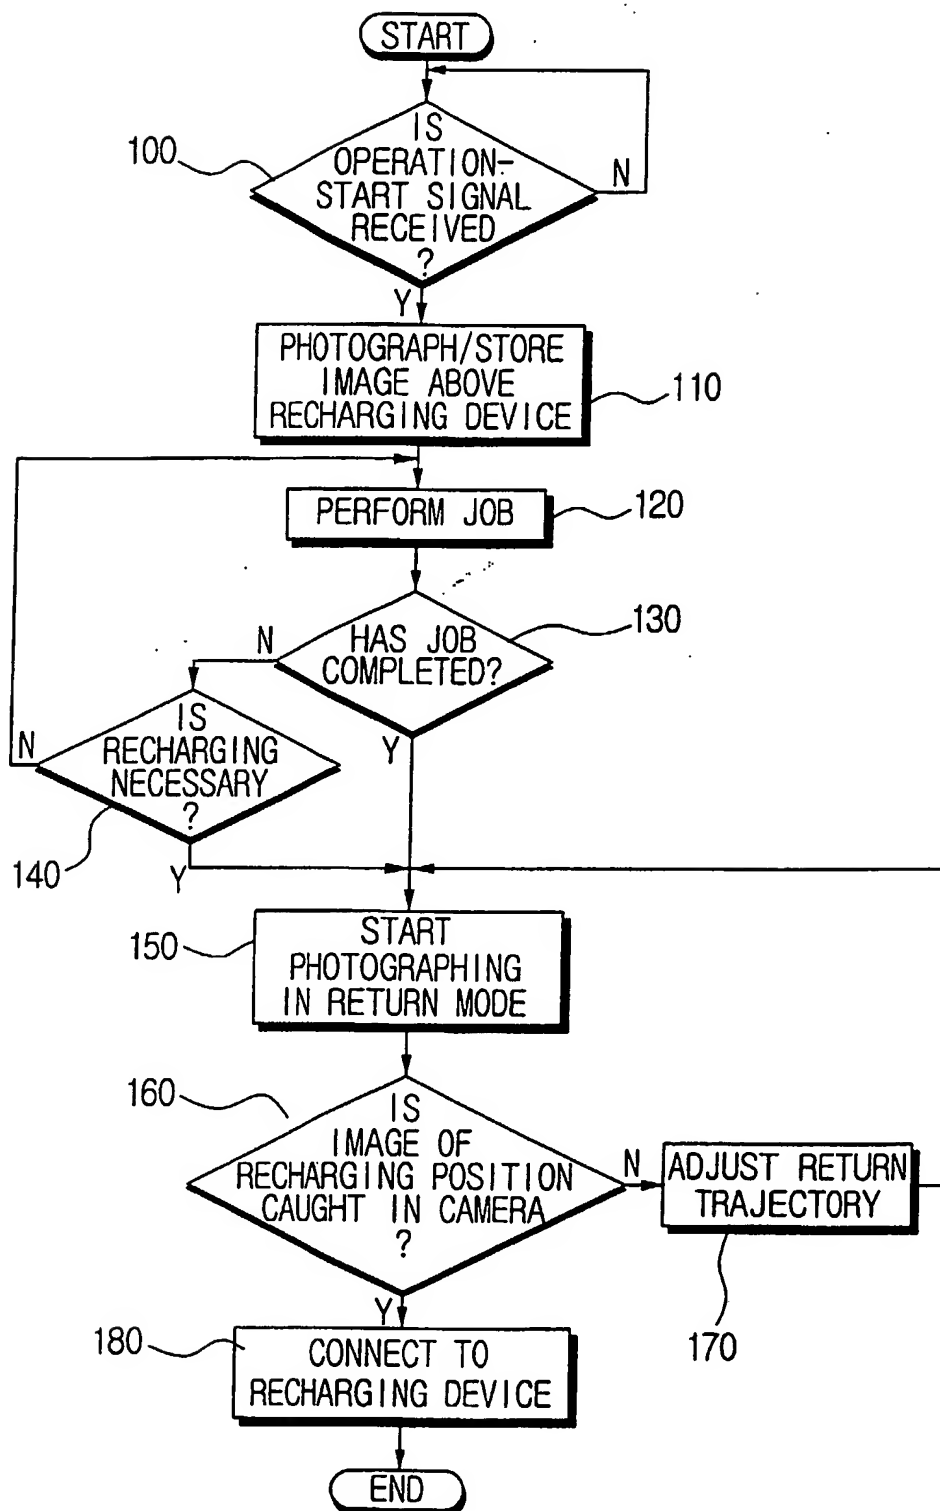 START
100
IS
OPERATION-
START SIGNAL
RECEIVED
?
N
Y
PHOTOGRAPH/STORE
IMAGE ABOVE
RECHARGING DEVICE
110
PERFORM JOB
120
HAS JOB
COMPLETED?
130
N
Y
IS
RECHARGING
NECESSARY
?
N
140
Y
START
PHOTOGRAPHING
IN RETURN MODE
150
160
IS
IMAGE OF
RECHARGING POSITION
CAUGHT IN CAMERA
?
N
ADJUST RETURN
TRAJECTORY
170
Y
180
CONNECT TO
RECHARGING DEVICE
END